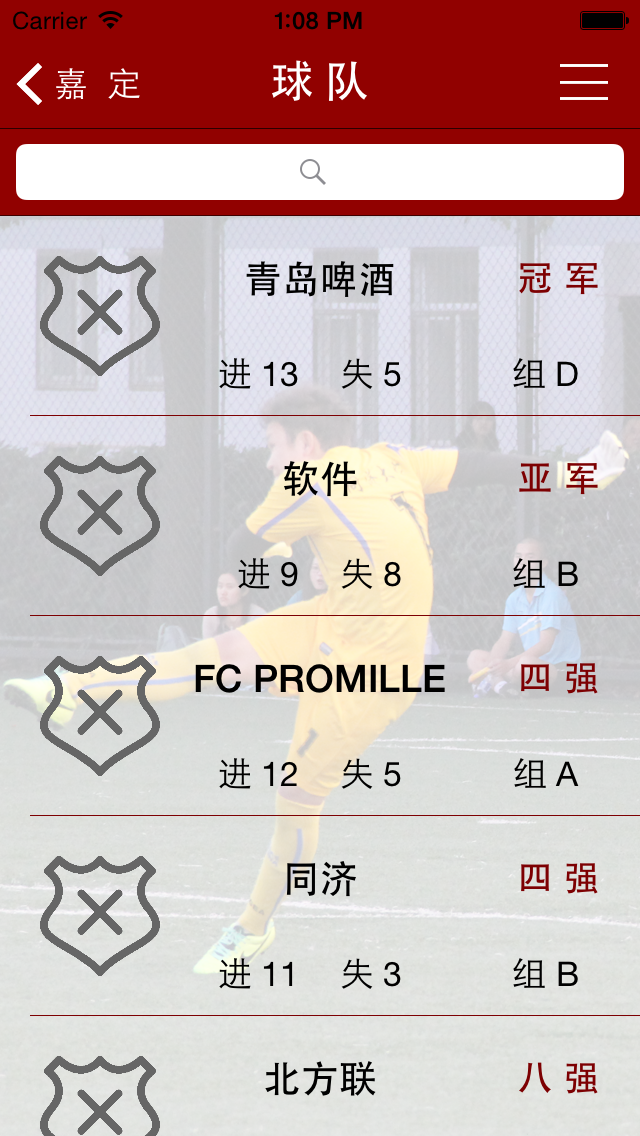 Carrier 1:08 PM
嘉 定 球 队
青岛啤酒 冠 军
进 13 失 5 组 D
软件 亚 军
进 9 失 8 组 B
FC PROMILLE 四 强
进 12 失 5 组 A
同济 四 强
进 11 失 3 组 B
北方联 八 强